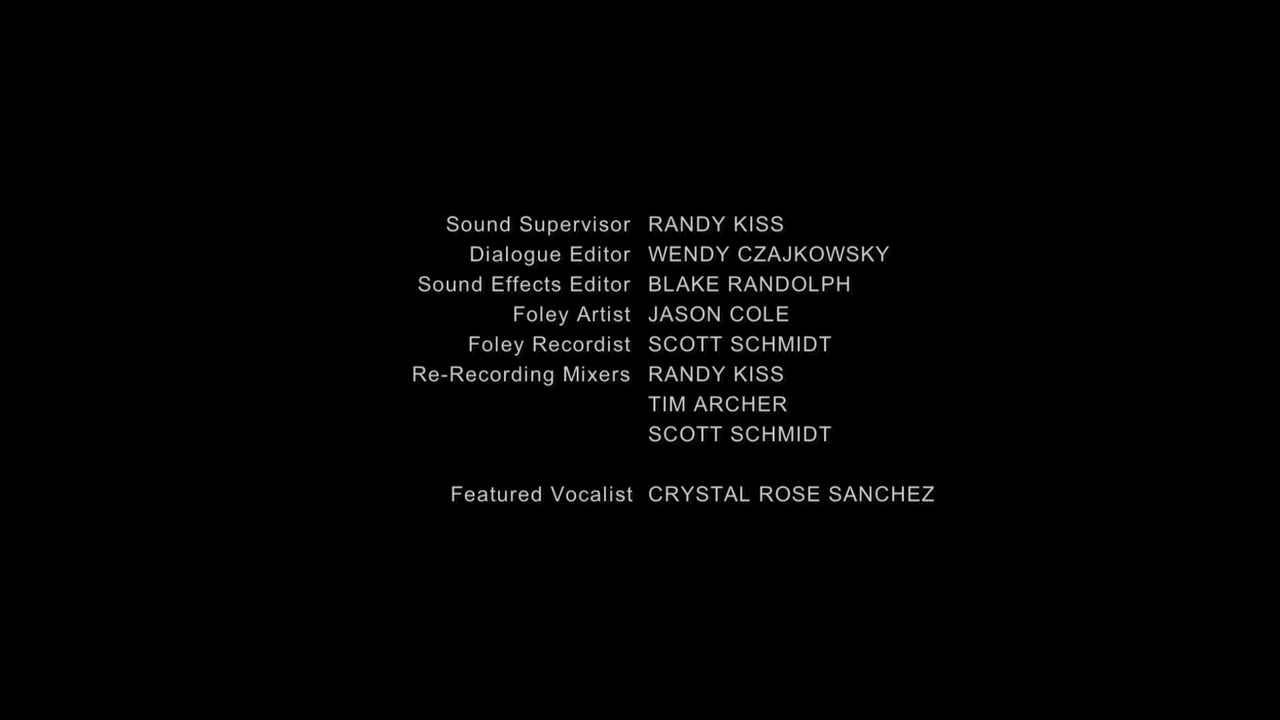 Sound Supervisor RANDY KISS
Dialogue Editor WENDY CZAJKOWSKY
Sound Effects Editor BLAKE RANDOLPH
Foley Artist JASON COLE
Foley Recordist SCOTT SCHMIDT
Re-Recording Mixers RANDY KISS
TIM ARCHER
SCOTT SCHMIDT
Featured Vocalist CRYSTAL ROSE SANCHEZ